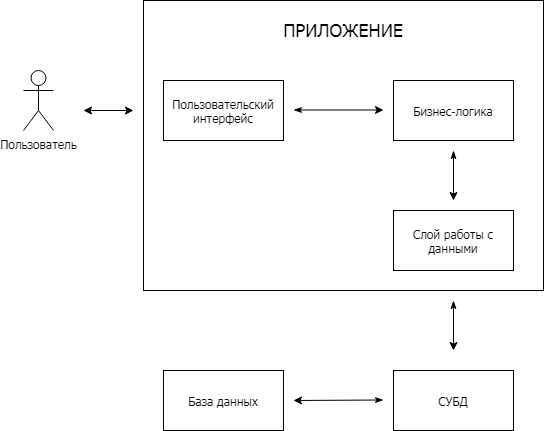 ПРИЛОЖЕНИЕ
Пользовательский
интерфейс
Бизнес-логика
Пользователь
Слой работы с
данными
База данных
СУБД